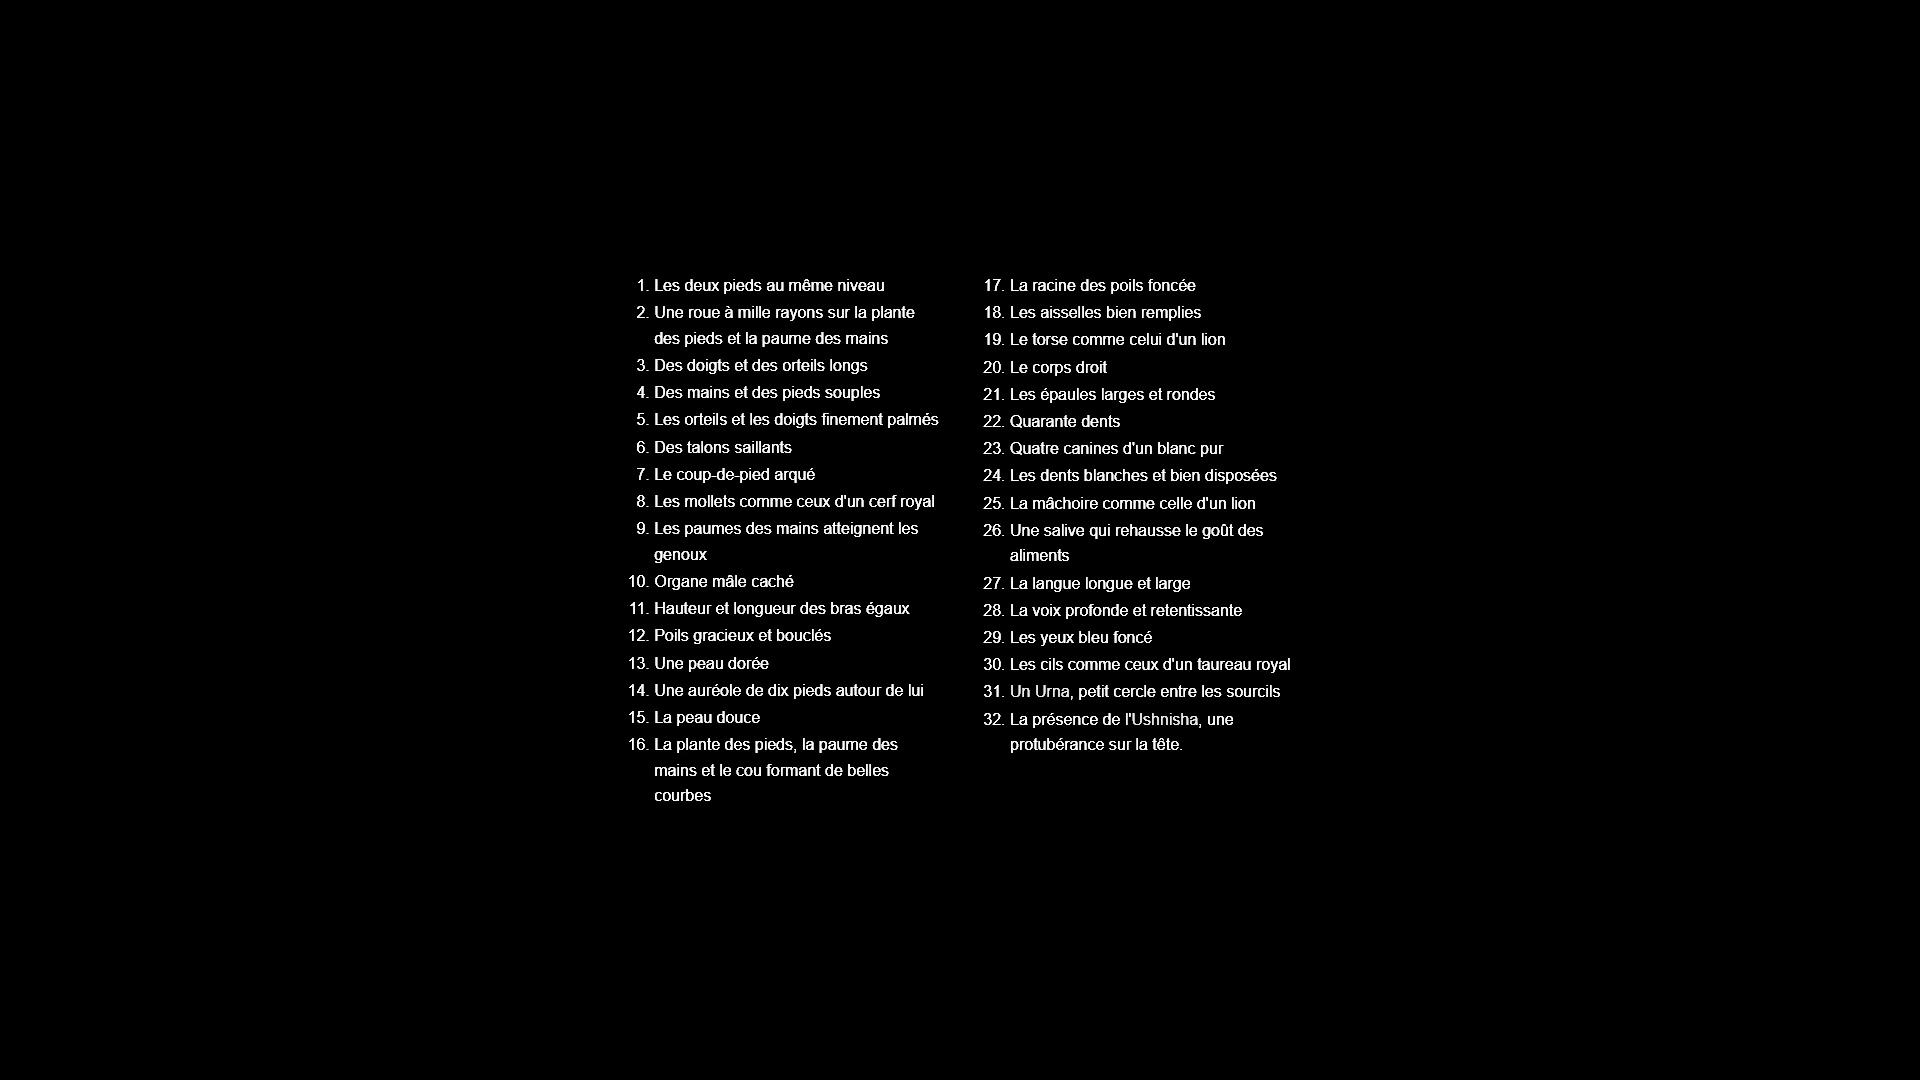 1. Les deux pieds au même niveau
2. Une roue à mille rayons sur la plante
des pieds et la paume des mains
3. Des doigts et des orteils longs
4. Des mains et des pieds souples
5. Les orteils et les doigts finement palmés
6. Des talons saillants
7. Le coup-de-pied arqué
8. Les mollets comme ceux d'un cerf royal
9. Les paumes des mains atteignent les
genoux
10. Organe mâle caché
11. Hauteur et longueur des bras égaux
12. Poils gracieux et bouclés
13. Une peau dorée
14. Une auréole de dix pieds autour de lui
15. La peau douce
16. La plante des pieds, la paume des
mains et le cou formant de belles
courbes
17. La racine des poils foncée
18. Les aisselles bien remplies
19. Le torse comme celui d'un lion
20. Le corps droit
21. Les épaules larges et rondes
22. Quarante dents
23. Quatre canines d'un blanc pur
24. Les dents blanches et bien disposées
25. La mâchoire comme celle d'un lion
26. Une salive qui rehausse le goût des
aliments
27. La langue longue et large
28. La voix profonde et retentissante
29. Les yeux bleu foncé
30. Les cils comme ceux d'un taureau royal
31. Un Urna, petit cercle entre les sourcils
32. La présence de l'Ushnisha, une
protubérance sur la tête.